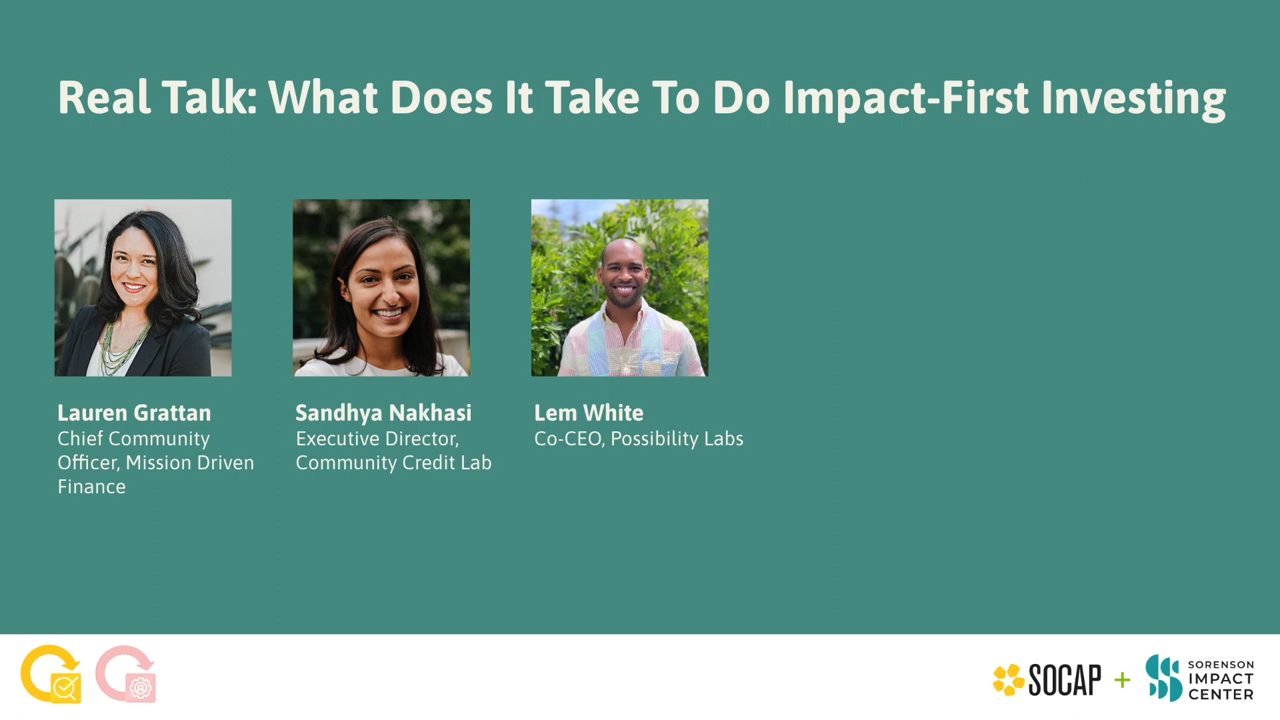 Real Talk: What Does It Take To Do Impact-First Investing
Lauren Grattan
Chief Community
Officer, Mission Driven
Finance
Sandhya Nakhasi
Executive Director,
Community Credit Lab
Lem White
Co-CEO, Possibility Labs
SOCAP +
SORENSON
IMPACT
CENTER